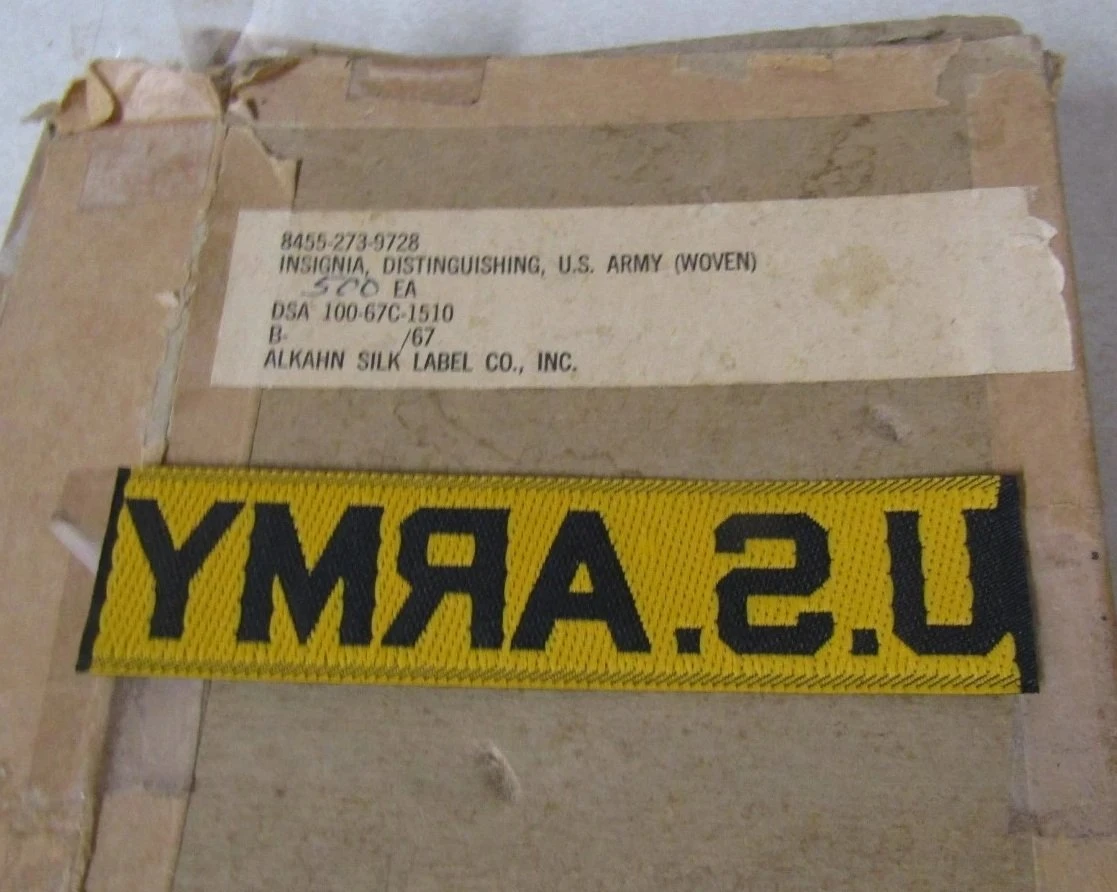 8455-273-9728
INSIGNIA, DISTINGUISHING, U.S. ARMY (WOVEN)
500 EA
DSA 100-67C-1510
B- /67
ALKAHN SILK LABEL CO., INC.
U.S. ARMY